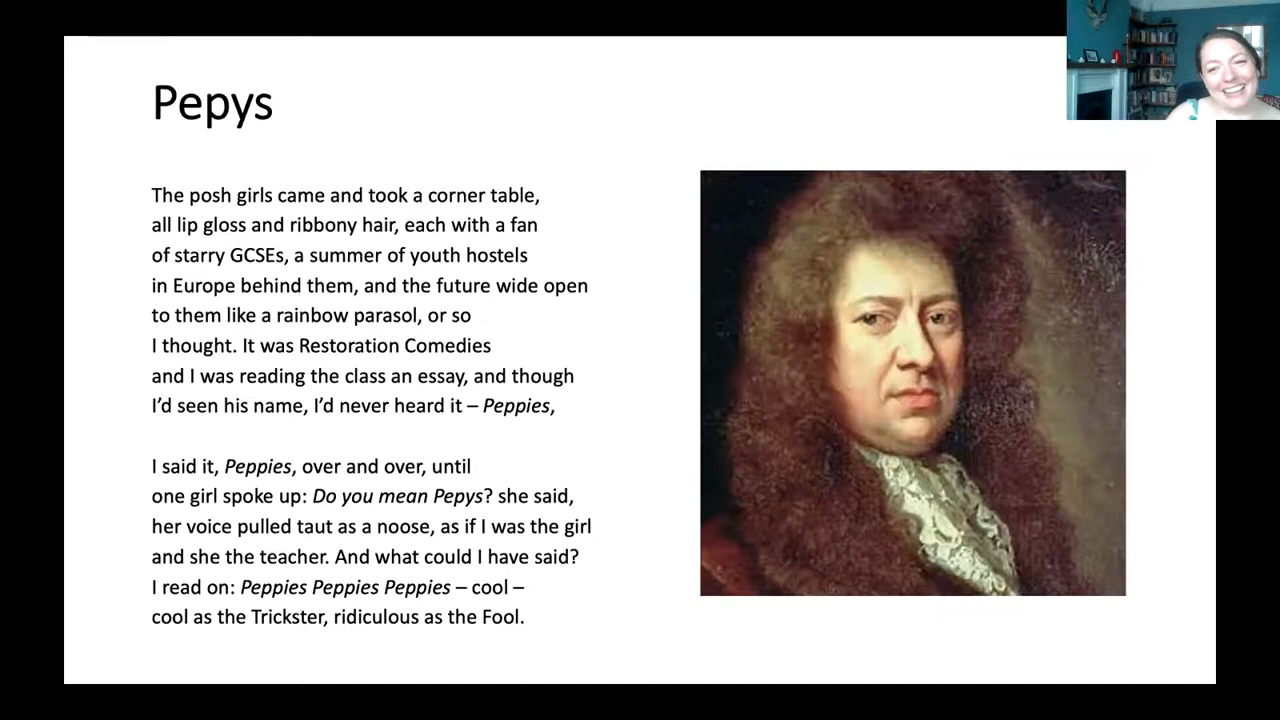 Pepys
The posh girls came and took a corner table,
all lip gloss and ribbony hair, each with a fan
of starry GCSEs, a summer of youth hostels
in Europe behind them, and the future wide open
to them like a rainbow parasol, or so
I thought. It was Restoration Comedies
and I was reading the class an essay, and though
I’d seen his name, I’d never heard it – Peppies,
I said it, Peppies, over and over, until
one girl spoke up: Do you mean Pepys? she said,
her voice pulled taut as a noose, as if I was the girl
and she the teacher. And what could I have said?
I read on: Peppies Peppies Peppies – cool –
cool as the Trickster, ridiculous as the Fool.